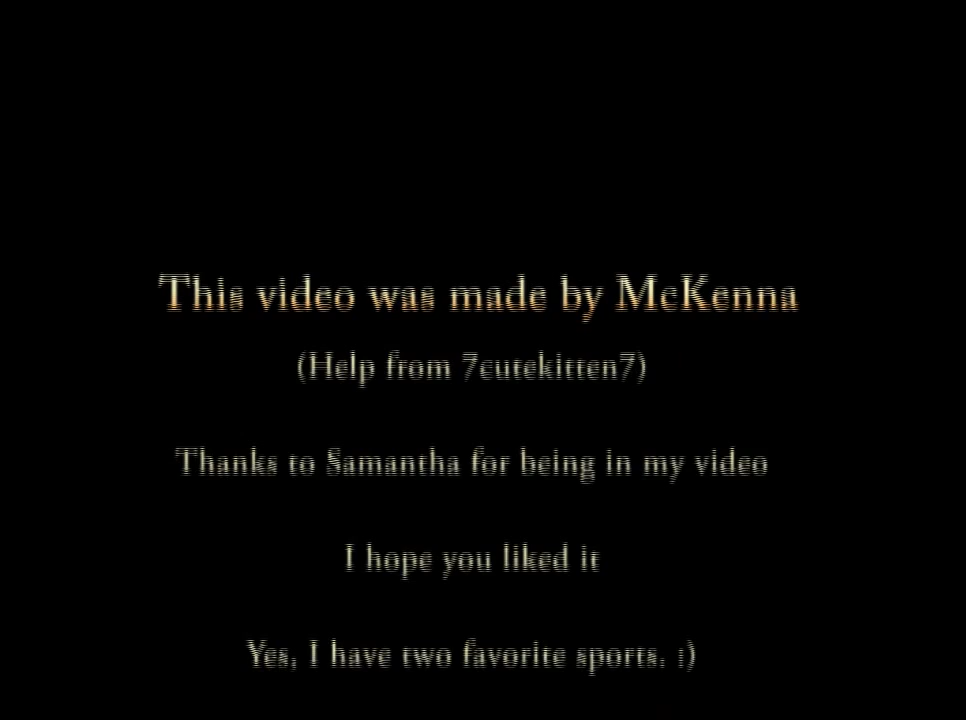 This video was made by McKenna
(Help from 7cutekitten7)
Thanks to Samantha for being in my video
I hope you liked it
Yes, I have two favorite sports. :)